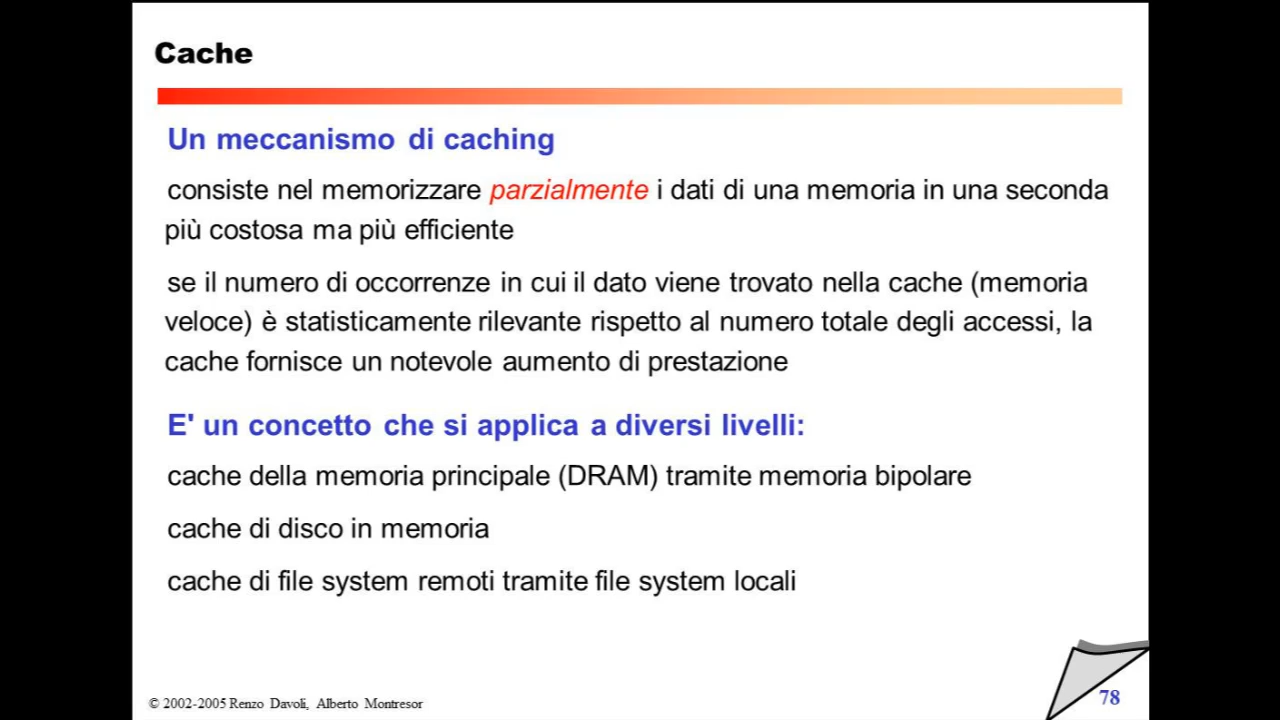 Cache
Un meccanismo di caching
consiste nel memorizzare parzialmente i dati di una memoria in una seconda
più costosa ma più efficiente
se il numero di occorrenze in cui il dato viene trovato nella cache (memoria
veloce) è statisticamente rilevante rispetto al numero totale degli accessi, la
cache fornisce un notevole aumento di prestazione
E' un concetto che si applica a diversi livelli:
cache della memoria principale (DRAM) tramite memoria bipolare
cache di disco in memoria
cache di file system remoti tramite file system locali
© 2002-2005 Renzo Davoli, Alberto Montresor
78